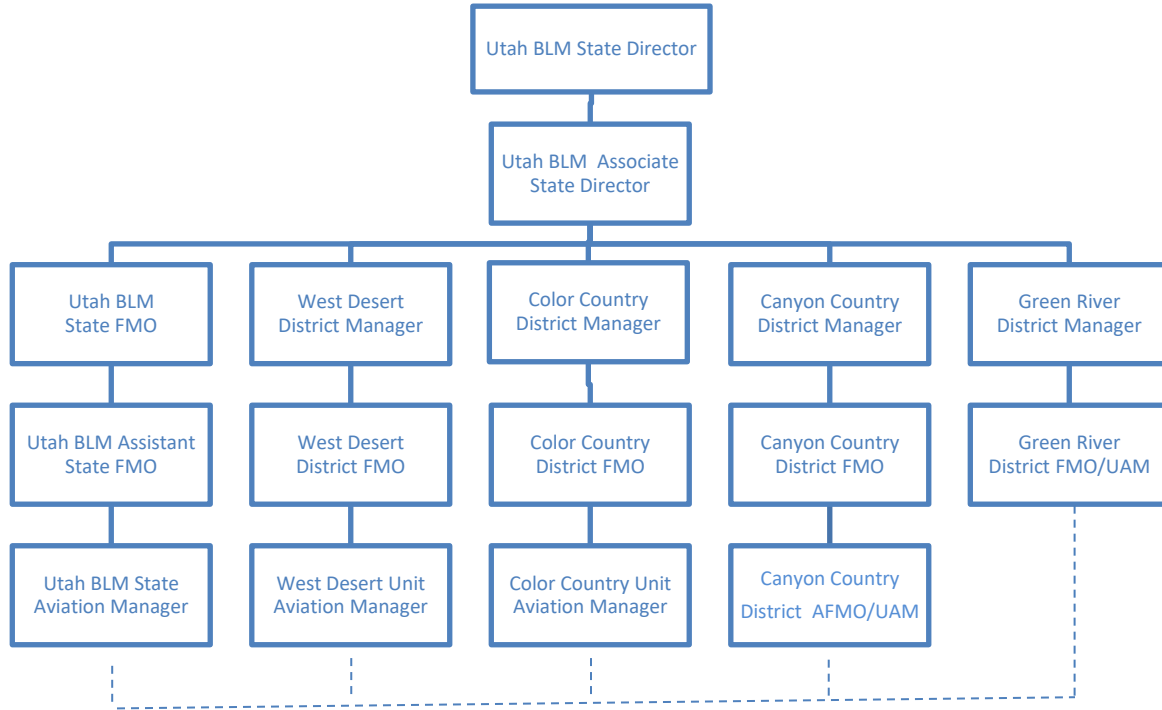 Utah BLM State Director
Utah BLM Associate
State Director
Utah BLM
State FMO
West Desert
District Manager
Color Country
District Manager
Canyon Country
District Manager
Green River
District Manager
Utah BLM Assistant
State FMO
West Desert
District FMO
Color Country
District FMO
Canyon Country
District FMO
Green River
District FMO/UAM
Utah BLM State
Aviation Manager
West Desert Unit
Aviation Manager
Color Country Unit
Aviation Manager
Canyon Country
District AFMO/UAM